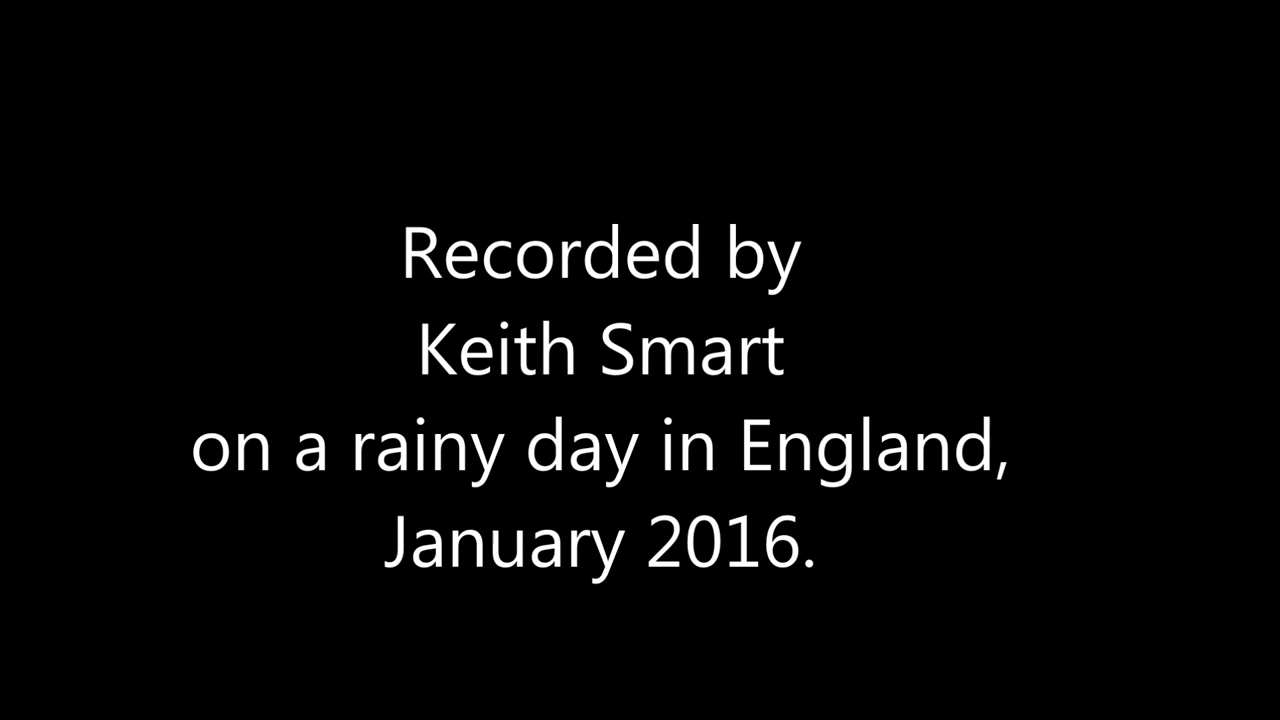 Recorded by
Keith Smart
on a rainy day in England,
January 2016.